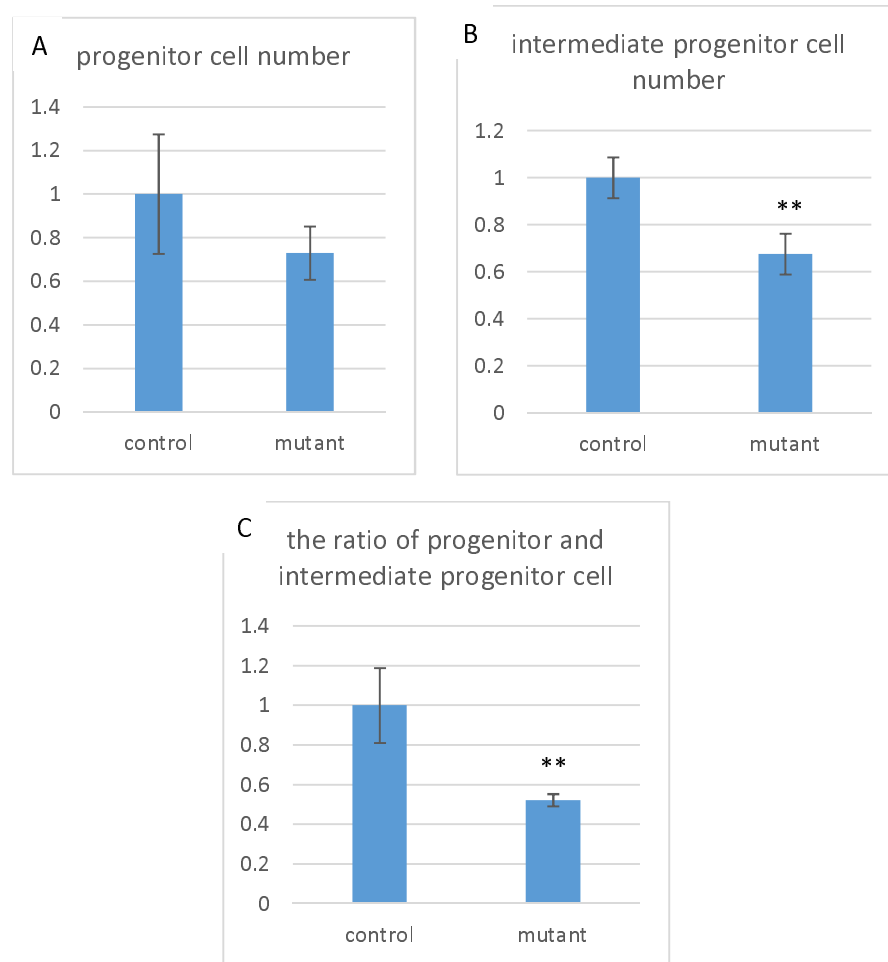 A
progenitor cell number
1.4
1.2
1
0.8
0.6
0.4
0.2
0
control mutant
B
intermediate progenitor cell
number
1.2
1
0.8
0.6
0.4
0.2
0
**
control mutant
C
the ratio of progenitor and
intermediate progenitor cell
1.4
1.2
1
0.8
0.6
0.4
0.2
0
**
control mutant